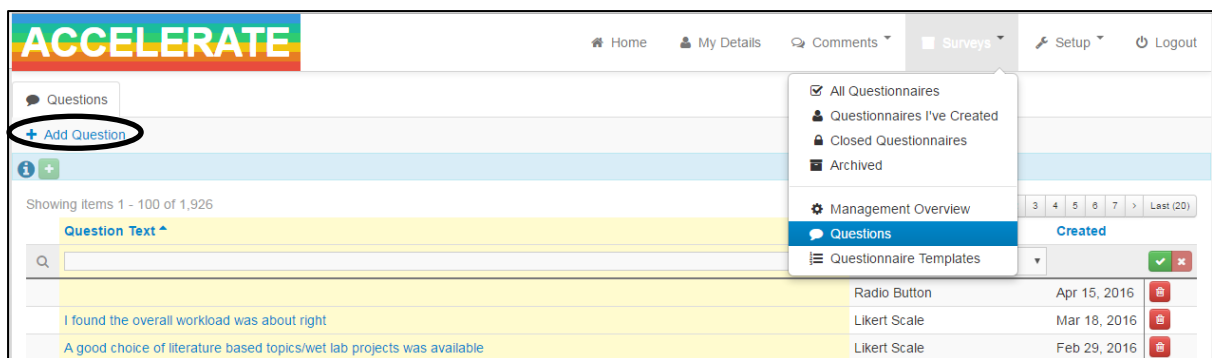 ACCELERATE
Home My Details Comments Surveys Setup Logout
Questions
+ Add Question
All Questionnaires
Questionnaires I've Created
Closed Questionnaires
Archived
Management Overview
Questions
Questionnaire Templates
Showing items 1 - 100 of 1,926
3 4 5 6 7 > Last (20)
Question Text Created
Radio Button Apr 15, 2016
I found the overall workload was about right Likert Scale Mar 18, 2016
A good choice of literature based topics/wet lab projects was available Likert Scale Feb 29, 2016